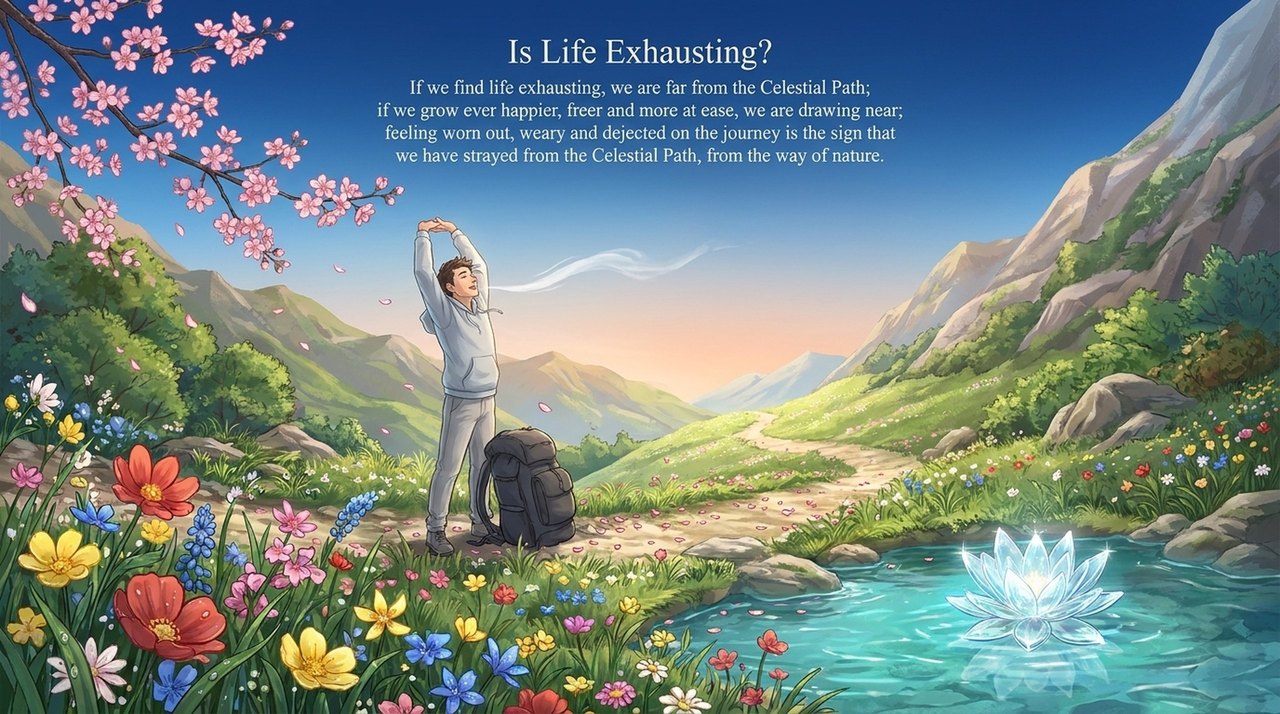 Is Life Exhausting?
If we find life exhausting, we are far from the Celestial Path;
if we grow ever happier, freer and more at ease, we are drawing near;
feeling worn out, weary and dejected on the journey is the sign that
we have strayed from the Celestial Path, from the way of nature.